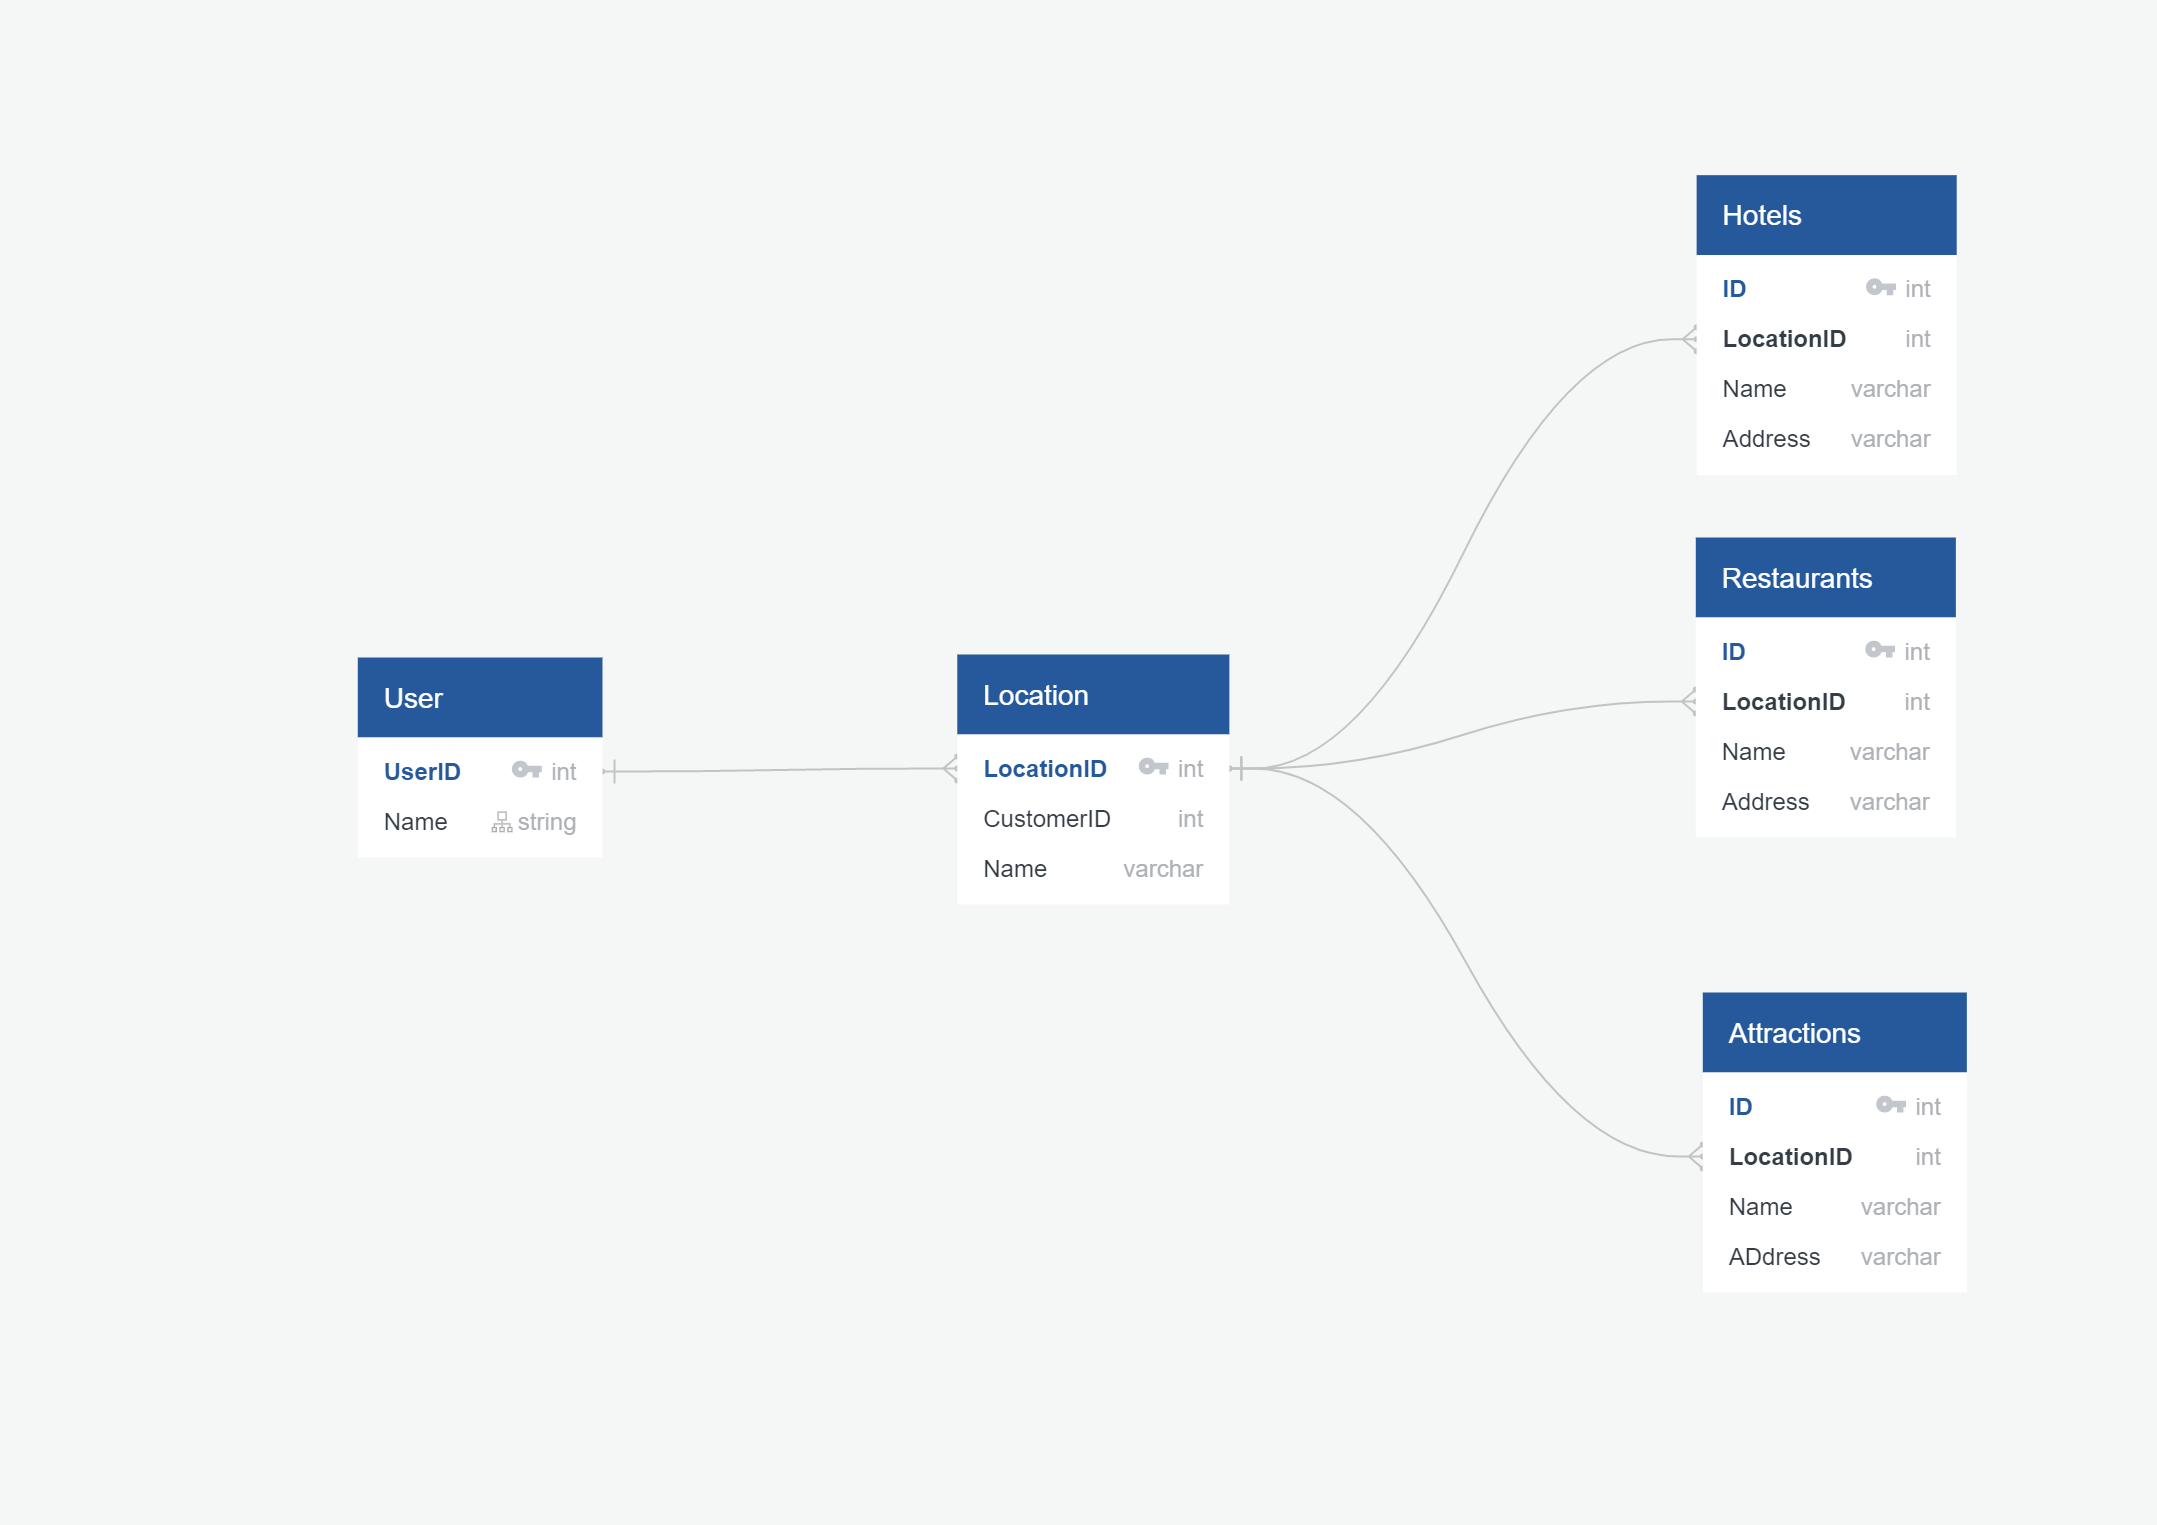 User
UserID int
Name string
Location
LocationID int
CustomerID int
Name varchar
Hotels
ID int
LocationID int
Name varchar
Address varchar
Restaurants
ID int
LocationID int
Name varchar
Address varchar
Attractions
ID int
LocationID int
Name varchar
ADdress varchar